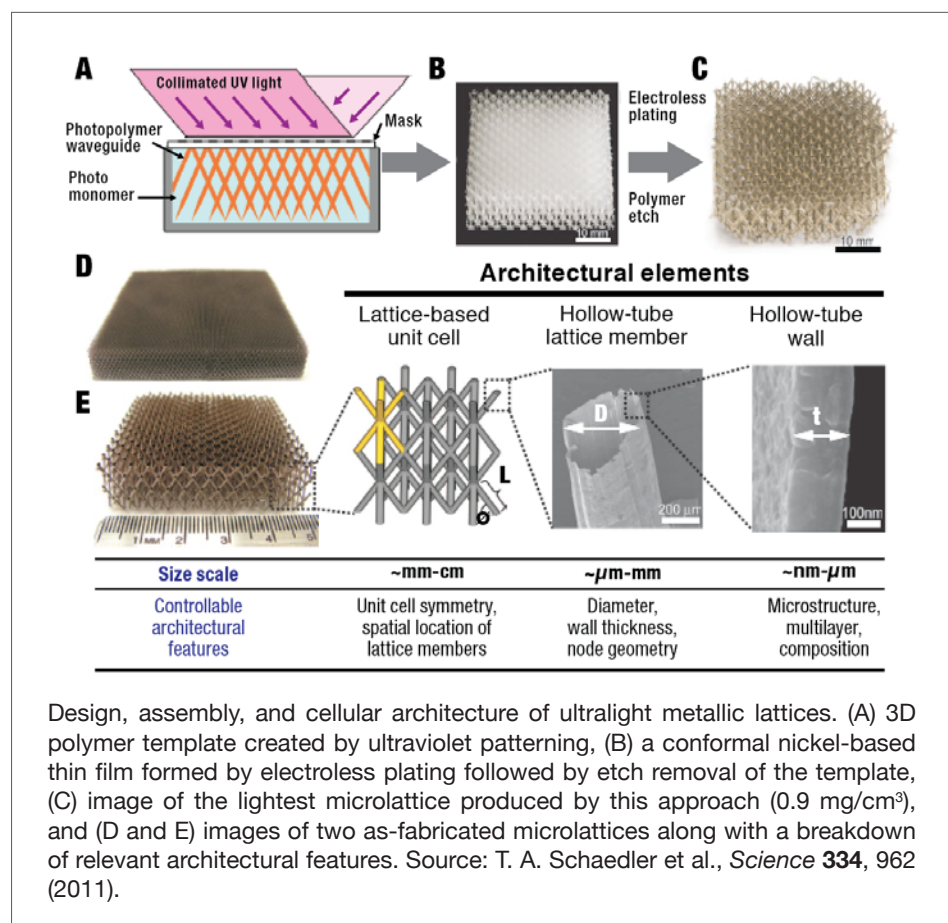 A
Collimated UV light
Mask
Photopolymer
waveguide
Photo
monomer
B
10 mm
Electroless
plating
Polymer
etch
C
10 mm
D
E
1 MM 2 3 4 5
Architectural elements
Lattice-based
unit cell
Hollow-tube
lattice member
Hollow-tube
wall
L
ø
D
200 µm
t
100nm
Size scale ~mm-cm ~µm-mm ~nm-µm
Controllable
architectural
features
Unit cell symmetry,
spatial location of
lattice members
Diameter,
wall thickness,
node geometry
Microstructure,
multilayer,
composition
Design, assembly, and cellular architecture of ultralight metallic lattices. (A) 3D
polymer template created by ultraviolet patterning, (B) a conformal nickel-based
thin film formed by electroless plating followed by etch removal of the template,
(C) image of the lightest microlattice produced by this approach (0.9 mg/cm³),
and (D and E) images of two as-fabricated microlattices along with a breakdown
of relevant architectural features. Source: T. A. Schaedler et al., Science 334, 962
(2011).